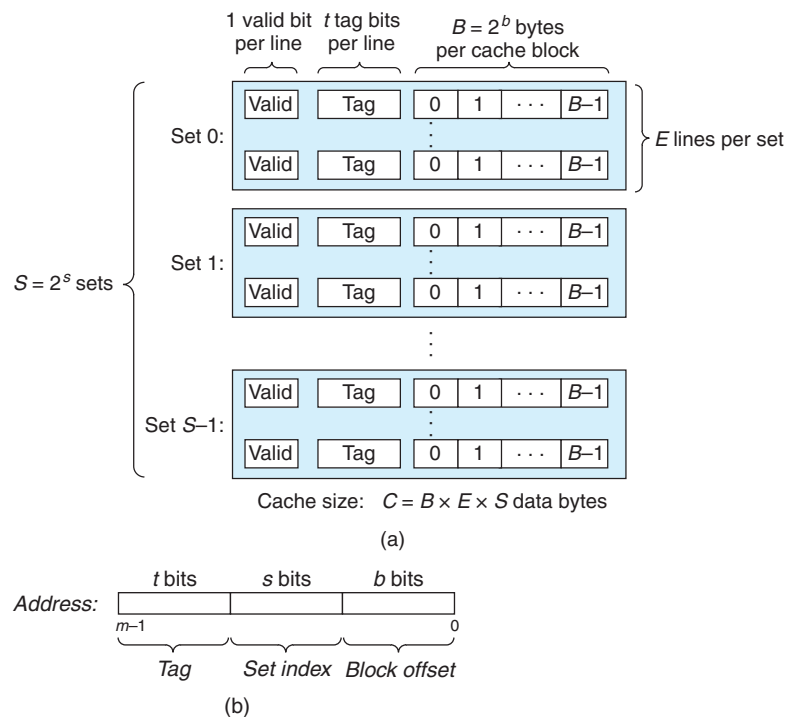 1 valid bit per line
t tag bits per line
B = 2^b bytes per cache block
Valid Tag 0 1 · · · B–1
Set 0:
Valid Tag 0 1 · · · B–1
E lines per set
Valid Tag 0 1 · · · B–1
Set 1:
Valid Tag 0 1 · · · B–1
S = 2^s sets
Valid Tag 0 1 · · · B–1
Set S–1:
Valid Tag 0 1 · · · B–1
Cache size: C = B × E × S data bytes
(a)
t bits s bits b bits
Address:
m–1 0
Tag Set index Block offset
(b)